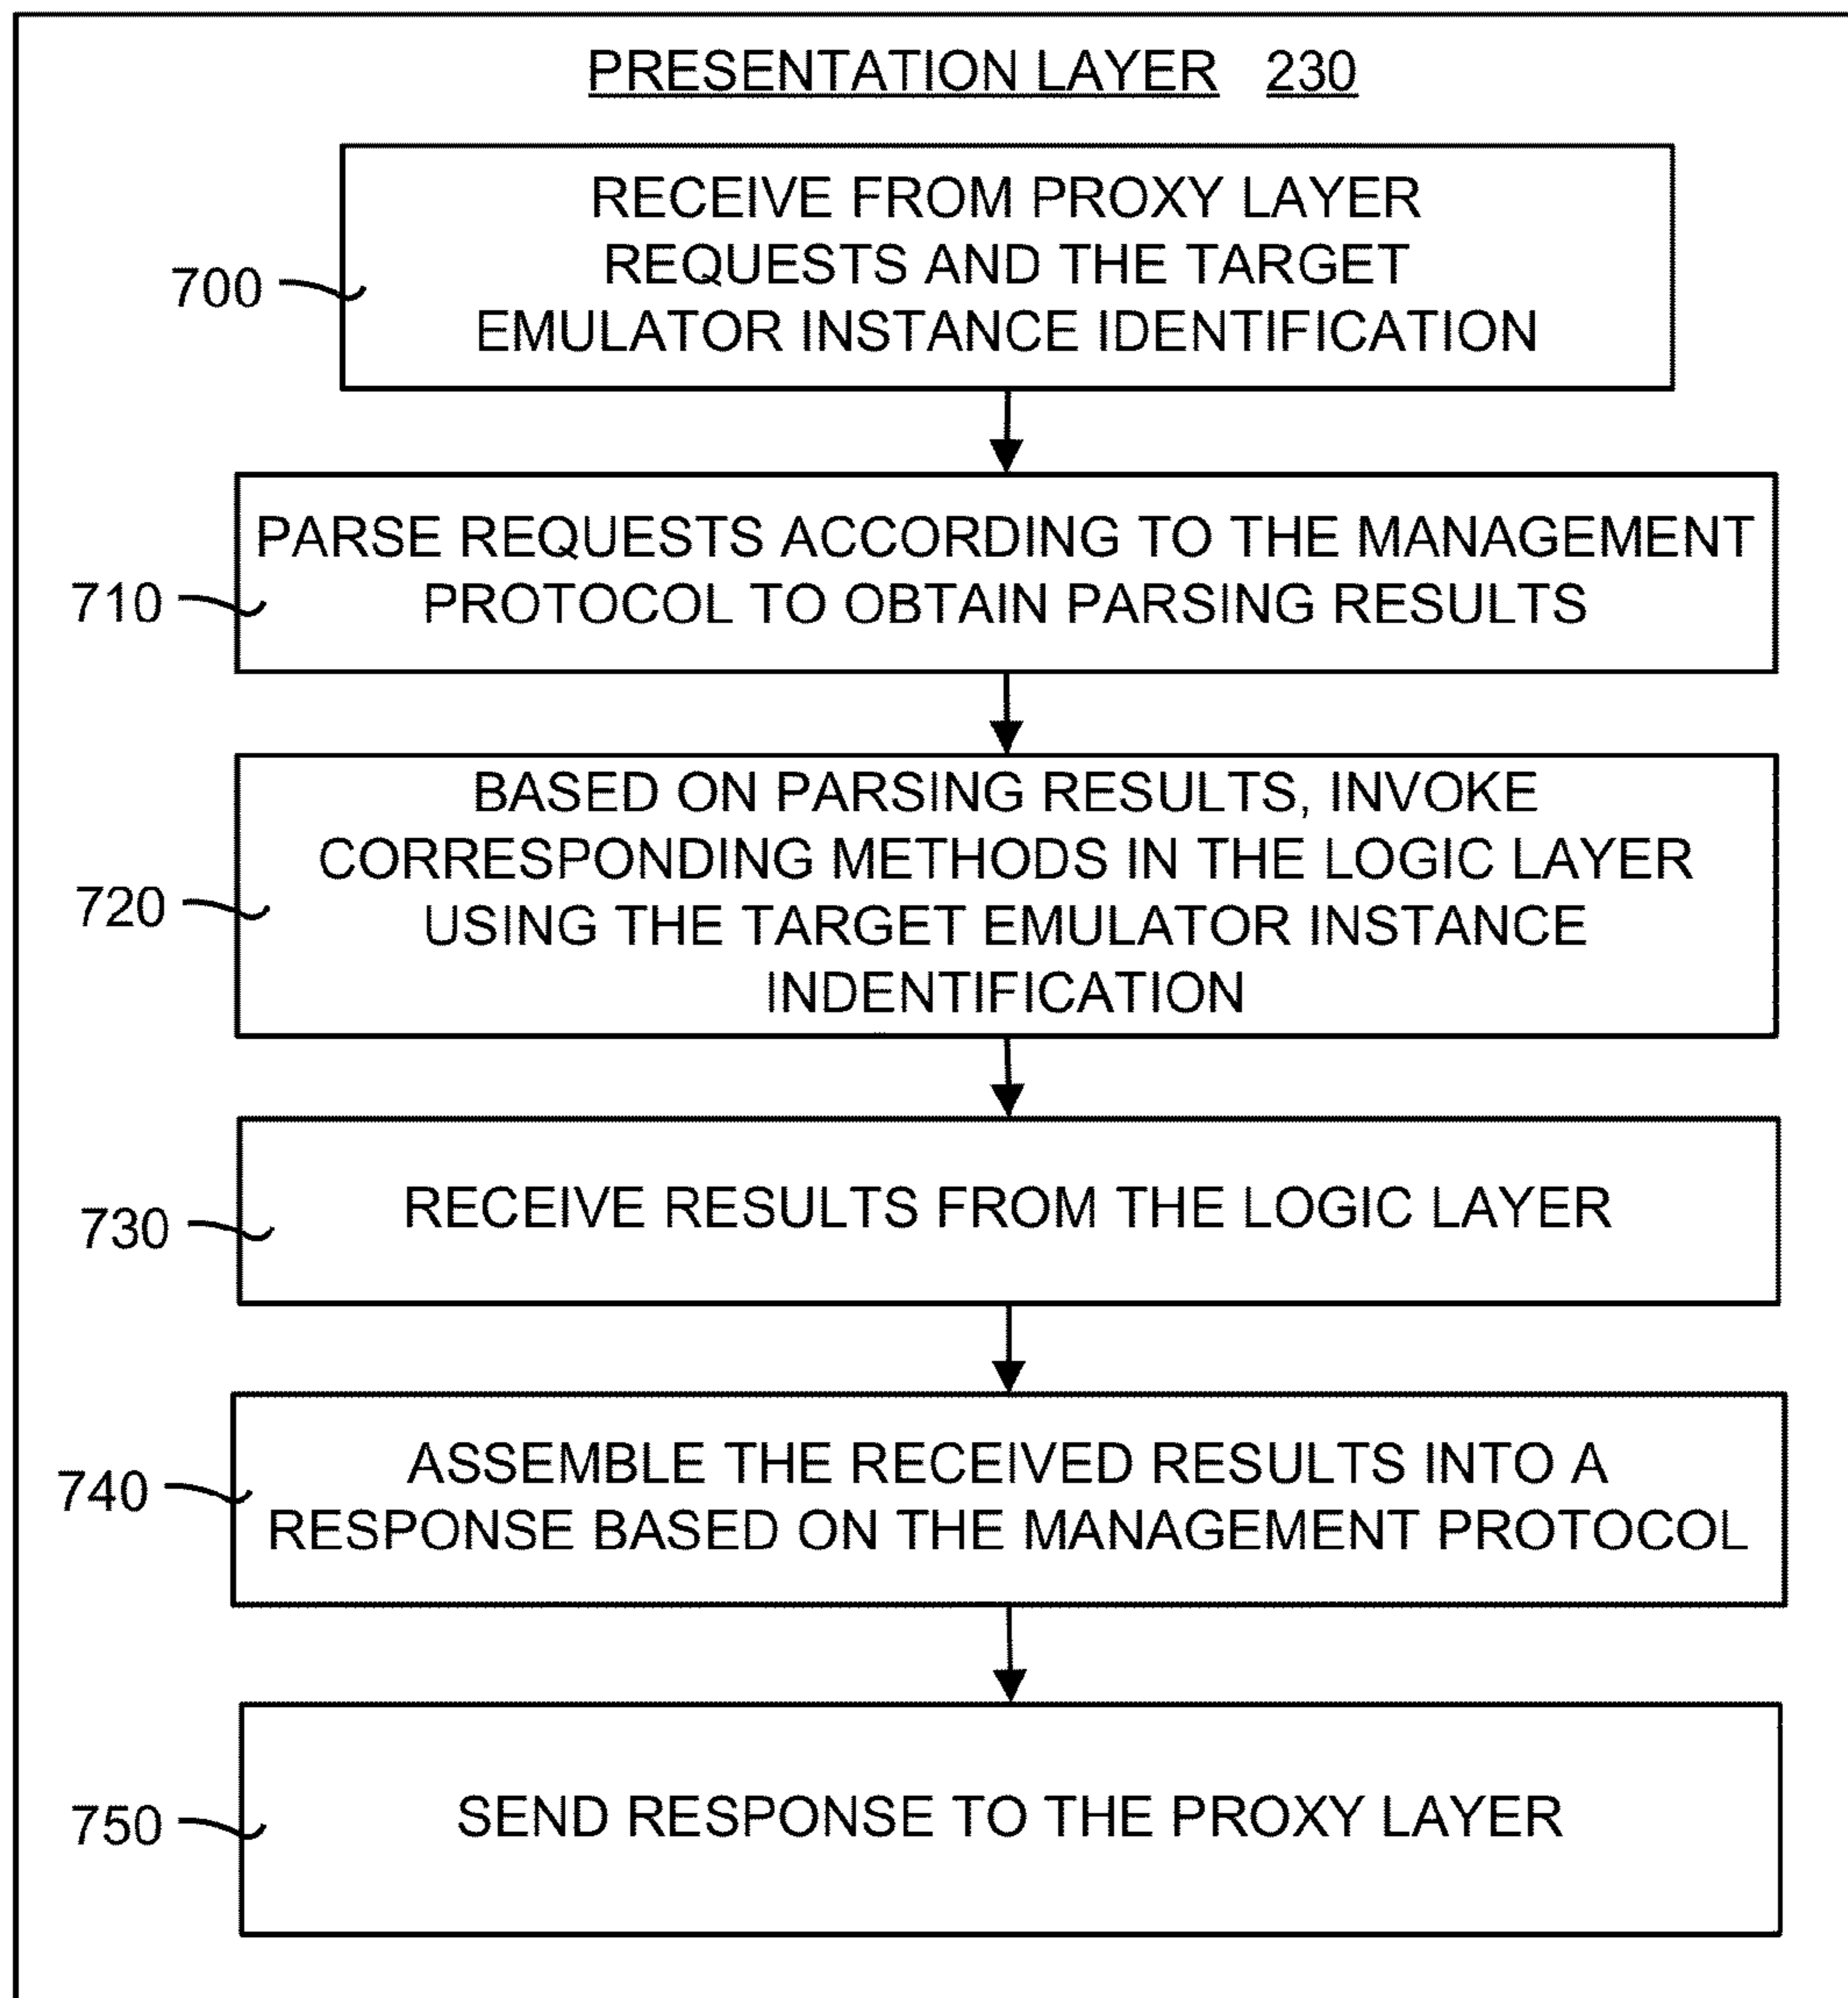 PRESENTATION LAYER 230
RECEIVE FROM PROXY LAYER
REQUESTS AND THE TARGET
EMULATOR INSTANCE IDENTIFICATION
700
PARSE REQUESTS ACCORDING TO THE MANAGEMENT
PROTOCOL TO OBTAIN PARSING RESULTS
710
BASED ON PARSING RESULTS, INVOKE
CORRESPONDING METHODS IN THE LOGIC LAYER
USING THE TARGET EMULATOR INSTANCE
INDENTIFICATION
720
RECEIVE RESULTS FROM THE LOGIC LAYER
730
ASSEMBLE THE RECEIVED RESULTS INTO A
RESPONSE BASED ON THE MANAGEMENT PROTOCOL
740
SEND RESPONSE TO THE PROXY LAYER
750